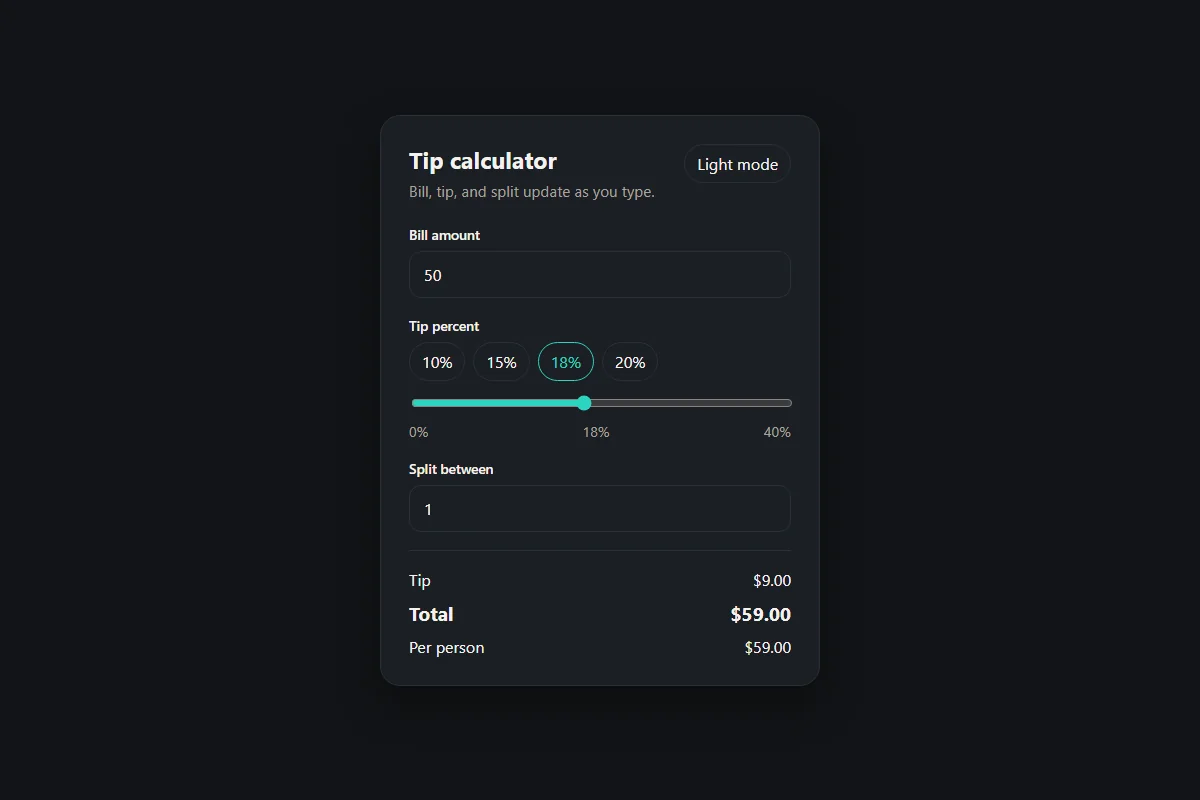 Tip calculator
Light mode
Bill, tip, and split update as you type.
Bill amount
50
Tip percent
10% 15% 18% 20%
0% 18% 40%
Split between
1
Tip $9.00
Total $59.00
Per person $59.00